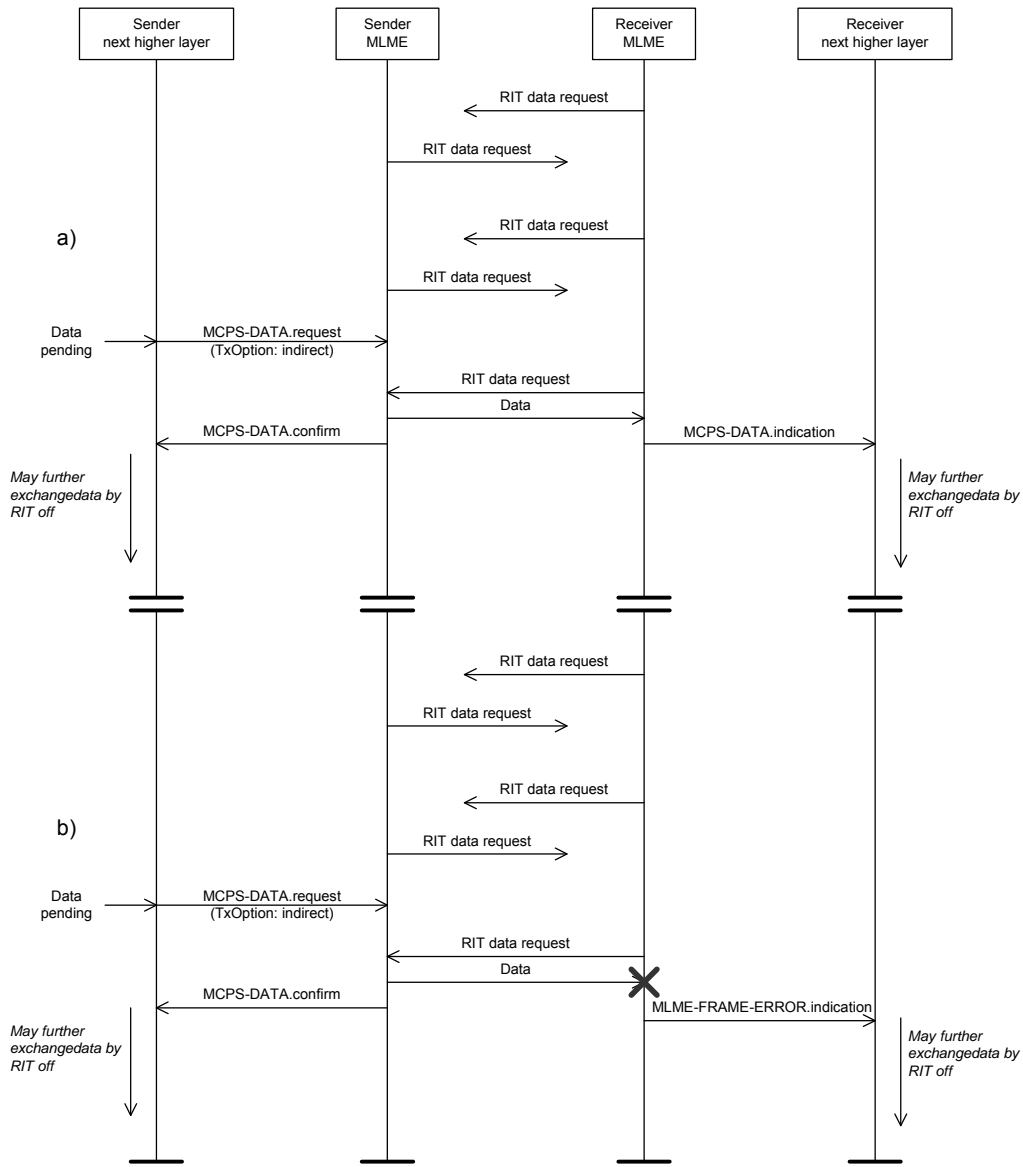 Sender
next higher layer
Sender
MLME
Receiver
MLME
Receiver
next higher layer
RIT data request
RIT data request
RIT data request
a)
RIT data request
Data
pending
MCPS-DATA.request
(TxOption: indirect)
RIT data request
Data
MCPS-DATA.confirm
MCPS-DATA.indication
May further
exchangedata by
RIT off
May further
exchangedata by
RIT off
RIT data request
RIT data request
RIT data request
b)
RIT data request
Data
pending
MCPS-DATA.request
(TxOption: indirect)
RIT data request
Data
MCPS-DATA.confirm
MLME-FRAME-ERROR.indication
May further
exchangedata by
RIT off
May further
exchangedata by
RIT off